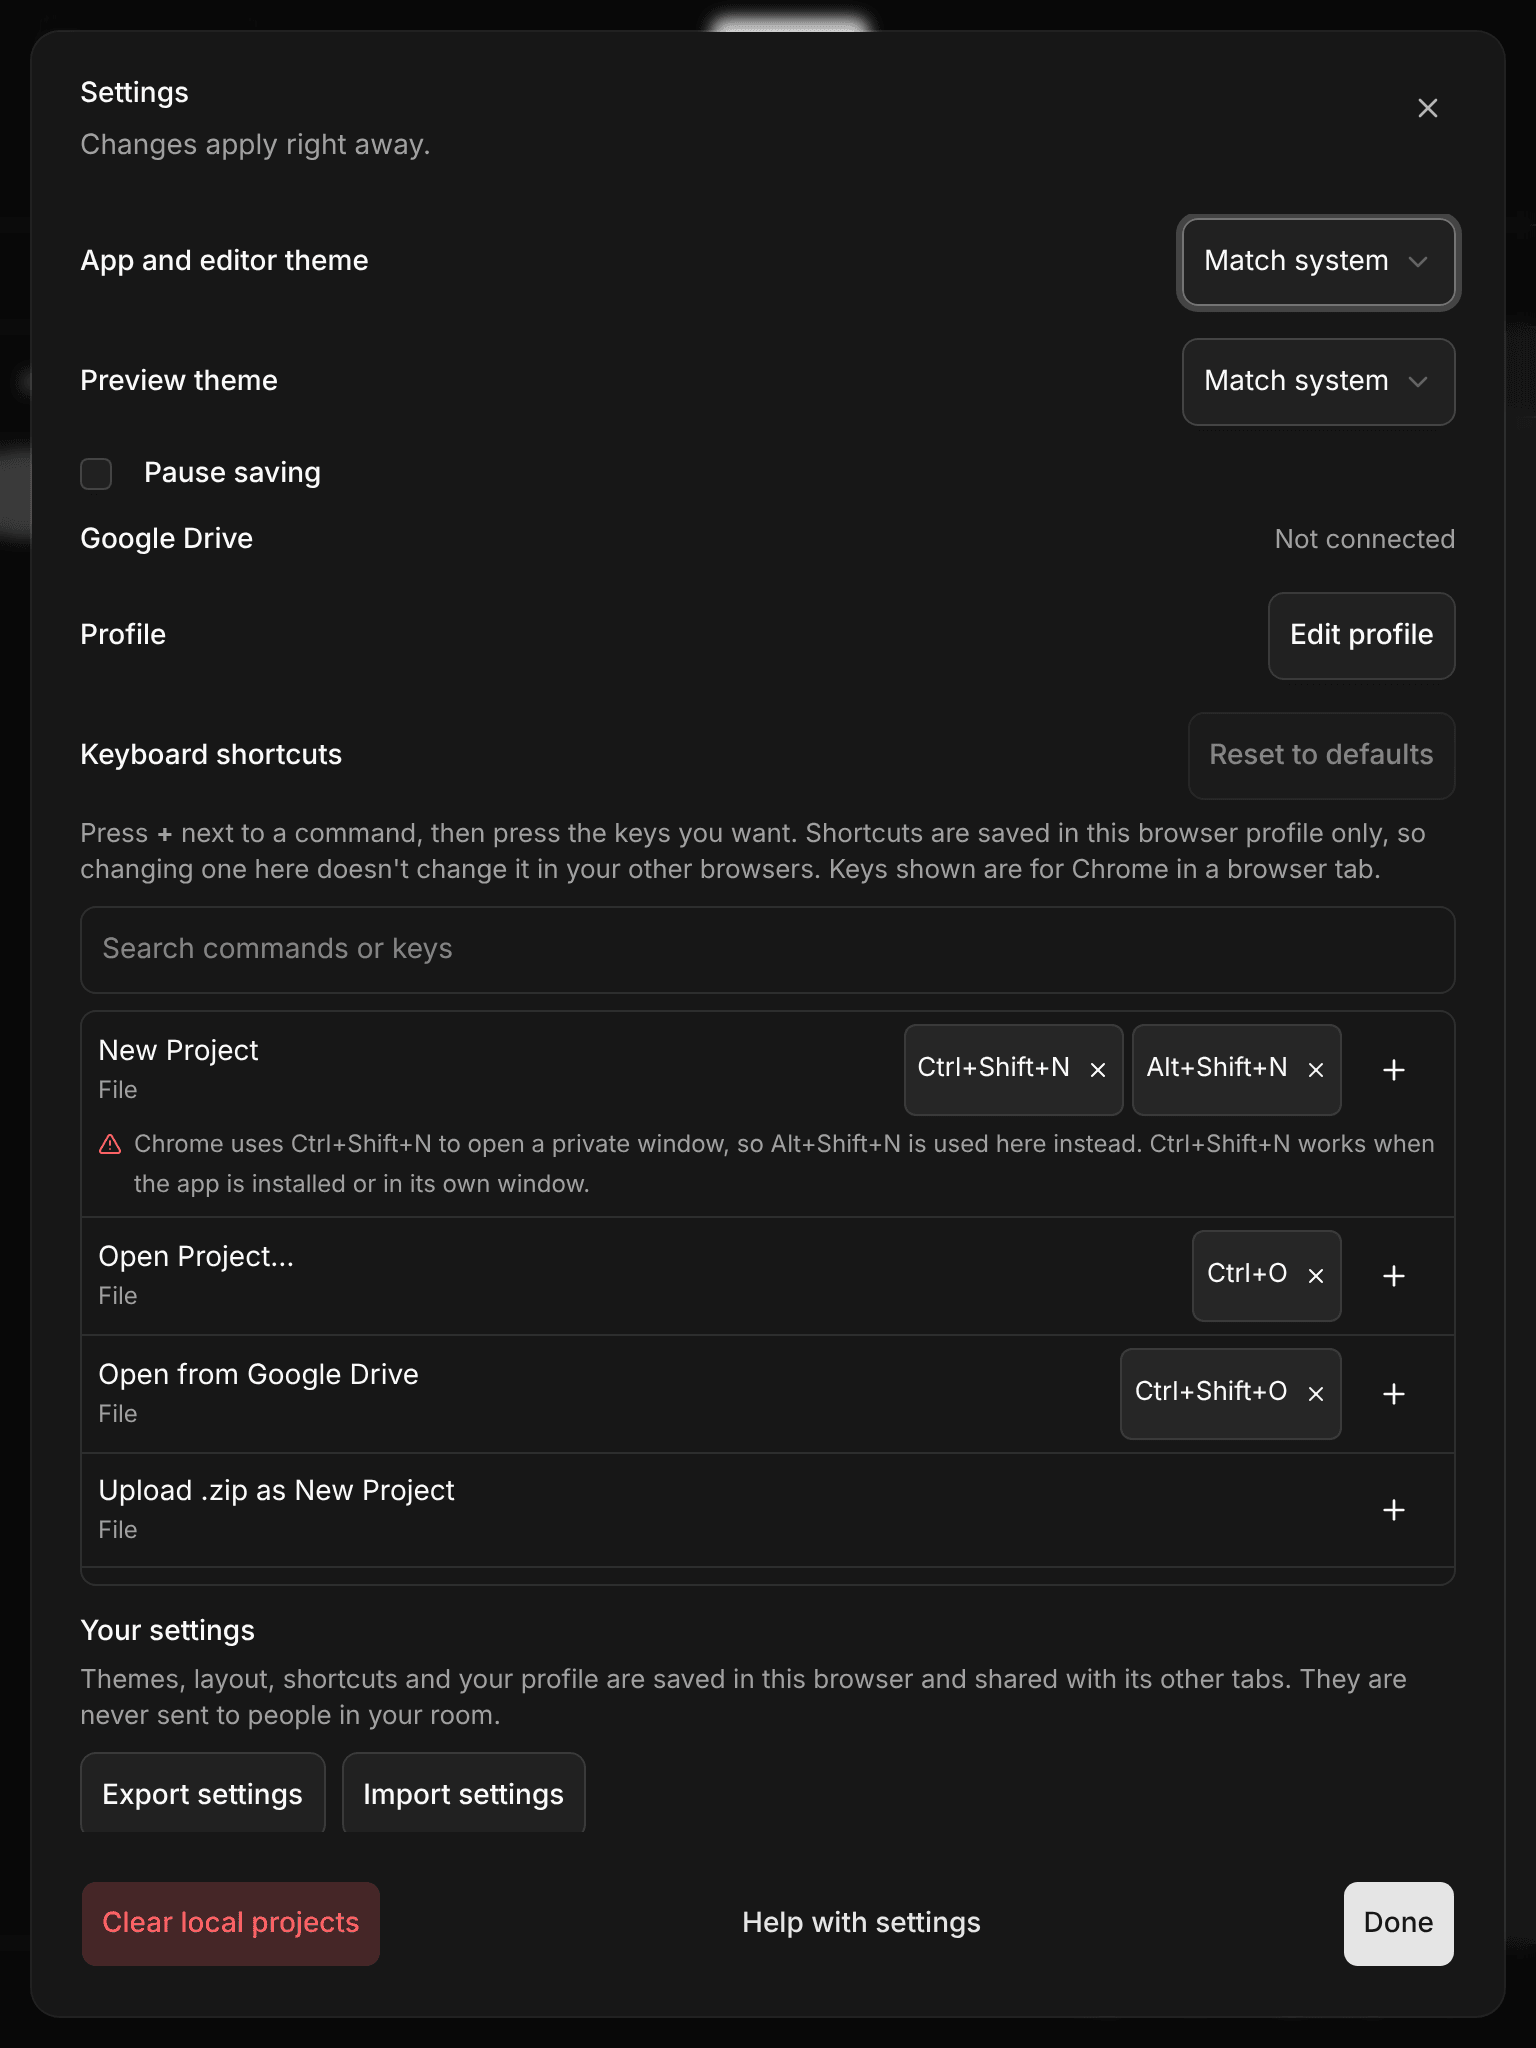 Settings
Changes apply right away.
App and editor theme
Match system
Preview theme
Match system
Pause saving
Google Drive
Not connected
Profile
Edit profile
Keyboard shortcuts
Reset to defaults
Press + next to a command, then press the keys you want. Shortcuts are saved in this browser profile only, so
changing one here doesn't change it in your other browsers. Keys shown are for Chrome in a browser tab.
Search commands or keys
New Project
Ctrl+Shift+N
Alt+Shift+N
File
Chrome uses Ctrl+Shift+N to open a private window, so Alt+Shift+N is used here instead. Ctrl+Shift+N works when
the app is installed or in its own window.
Open Project...
Ctrl+O
File
Open from Google Drive
Ctrl+Shift+O
File
Upload .zip as New Project
File
Your settings
Themes, layout, shortcuts and your profile are saved in this browser and shared with its other tabs. They are
never sent to people in your room.
Export settings
Import settings
Clear local projects
Help with settings
Done